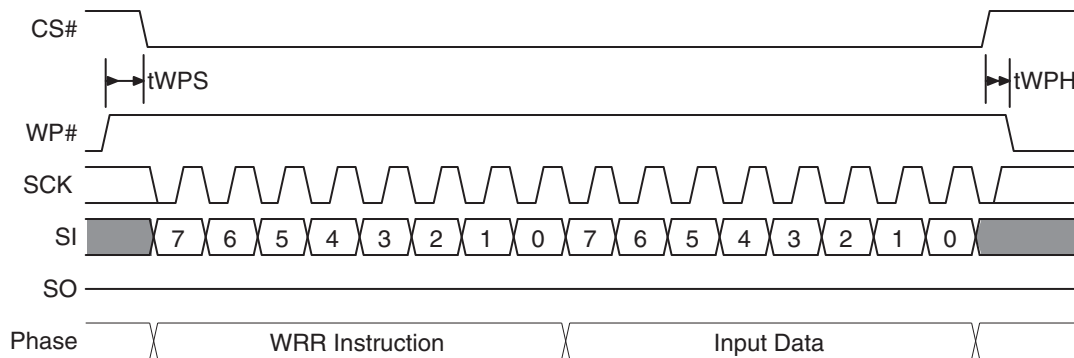 CS#
tWPS tWPH
WP#
SCK
SI 7 6 5 4 3 2 1 0 7 6 5 4 3 2 1 0
SO
Phase WRR Instruction Input Data